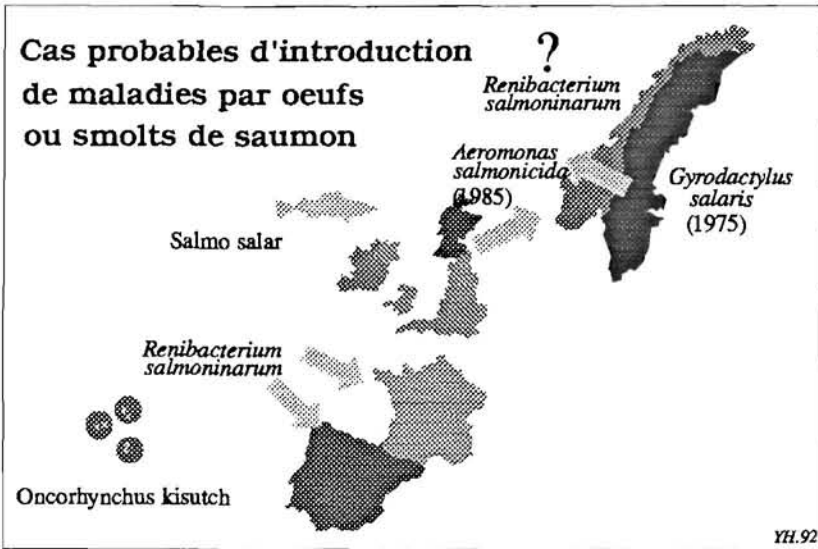 Cas probables d'introduction
de maladies par oeufs
ou smolts de saumon
?
Renibacterium
salmoninarum
Aeromonas
salmonicida
(1985)
Gyrodactylus
salaris
(1975)
Salmo salar
Renibacterium
salmoninarum
Oncorhynchus kisutch
YH.92